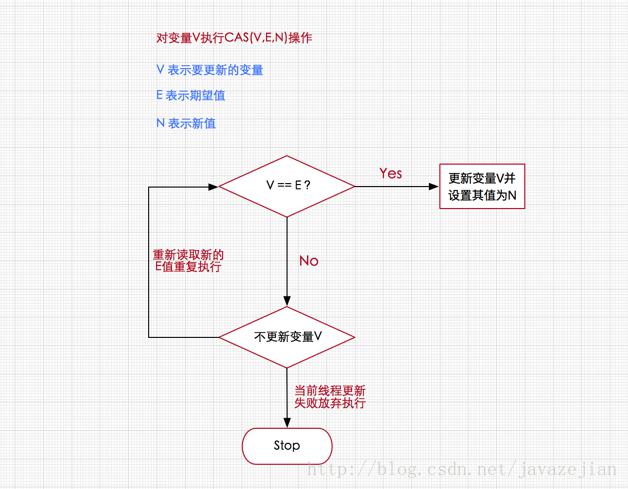 对变量V执行CAS(V,E,N)操作
V 表示要更新的变量
E 表示期望值
N 表示新值
V == E ?
Yes
更新变量V并
设置其值为N
重新读取新的
E值重复执行
No
不更新变量V
当前线程更新
失败放弃执行
Stop
http://blog.csdn.net/javazejian